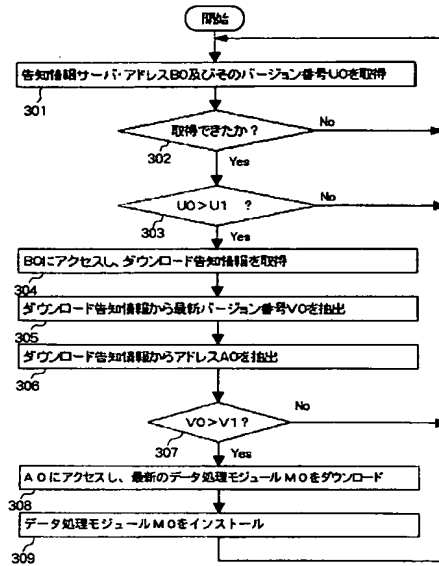 開始
告知情報サーバ・アドレスB0及びそのバージョン番号U0を取得
301
取得できたか？
No
302
Yes
U0>U1 ？
No
303
Yes
B0にアクセスし、ダウンロード告知情報を取得
304
ダウンロード告知情報から最新バージョン番号V0を抽出
305
ダウンロード告知情報からアドレスA0を抽出
306
V0>V1？
No
307
Yes
A0にアクセスし、最新のデータ処理モジュールM0をダウンロード
308
データ処理モジュールM0をインストール
309